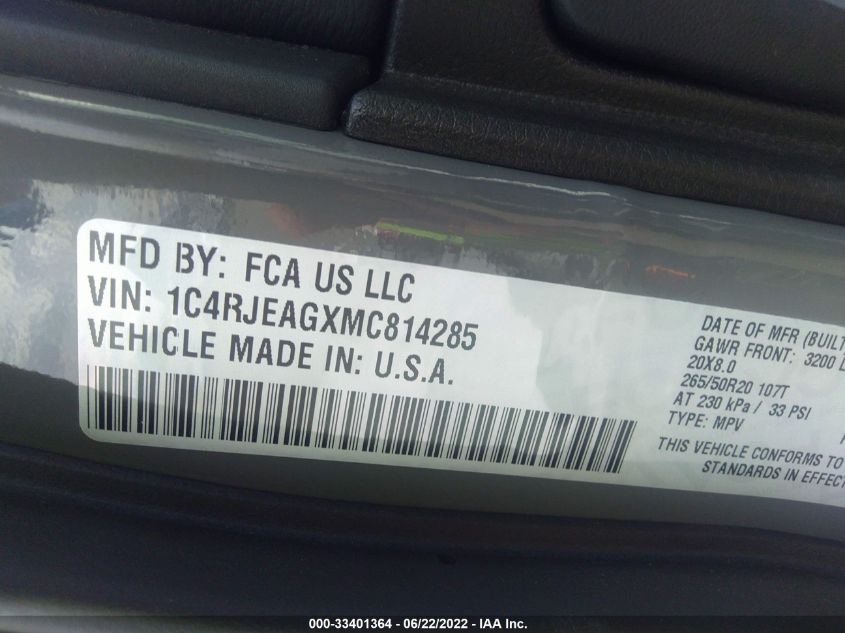 MFD BY: FCA US LLC
VIN: 1C4RJEAGXMC814285
VEHICLE MADE IN: U.S.A.
DATE OF MFR (BUILT
GAWR FRONT: 3200
20X8.0
265/50R20 107T
AT 230 kPa / 33 PSI
TYPE: MPV
THIS VEHICLE CONFORMS TO
STANDARDS IN EFFECT
000-33401364 - 06/22/2022 - IAA Inc.